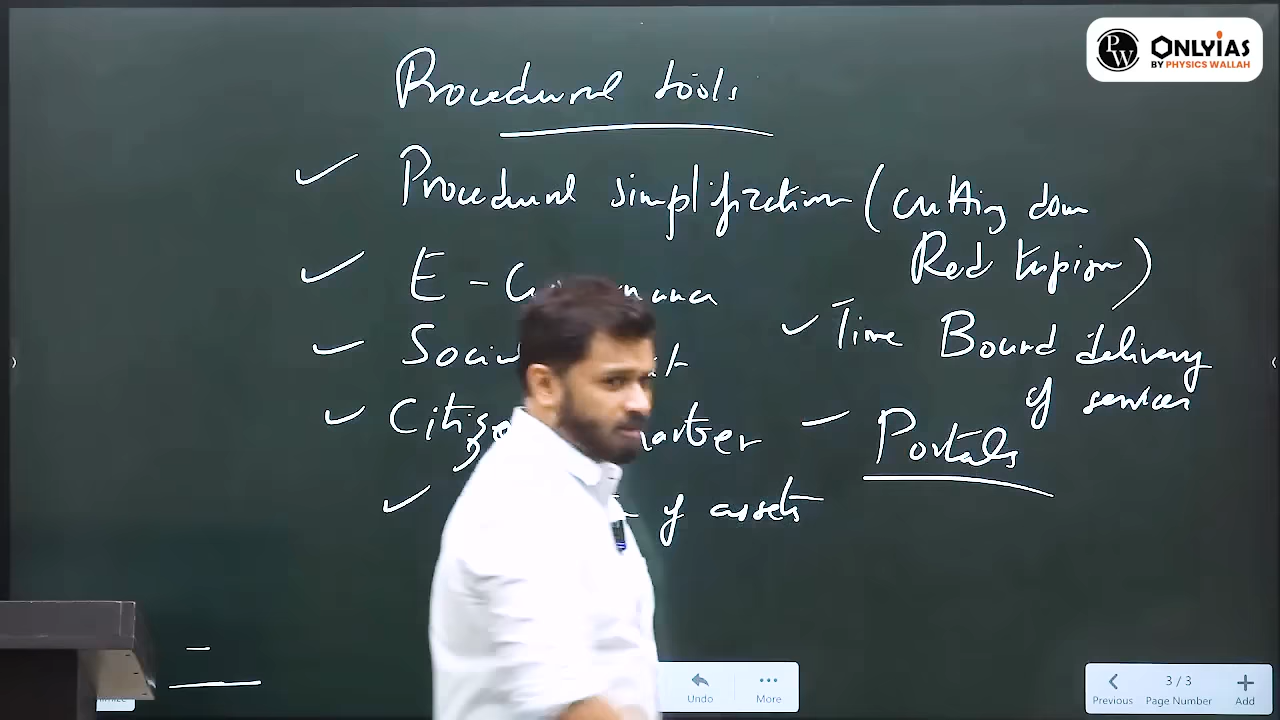 PW ONLYIAS
BY PHYSICS WALLAH
Procedural tools
Procedural simplification (cutting down
Red tapism)
E -
Time Bound delivery
of services
Portals
of assets
Undo
More
Previous
3 / 3
Page Number
Add